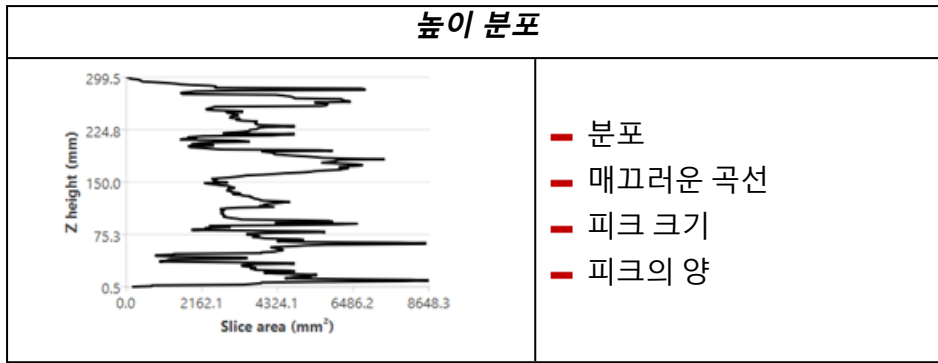 높이 분포
299.5
224.8
150.0
75.3
0.5
Z height (mm)
0.0 2162.1 4324.1 6486.2 8648.3
Slice area (mm²)
분포
매끄러운 곡선
피크 크기
피크의 양